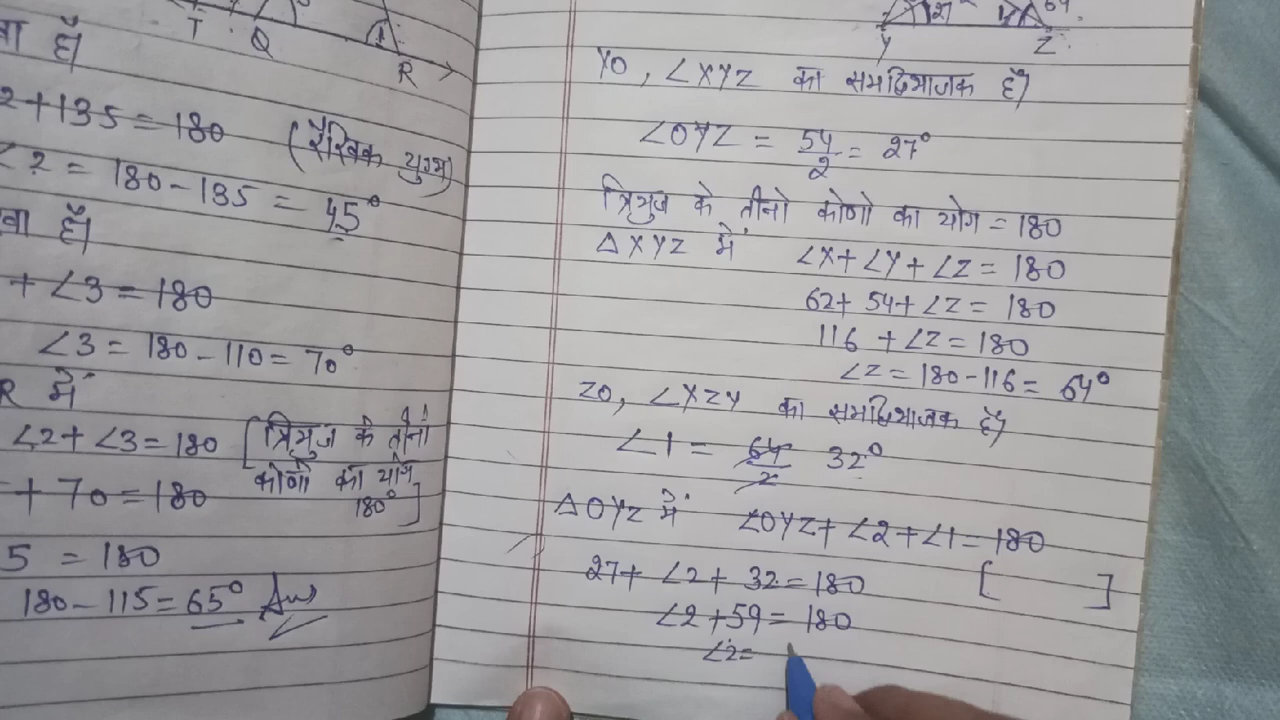 T Q
R
है।
2+135=180 (रैखिक युग्म)
∠2 = 180-135 = 45°
है।
+ ∠3 = 180
∠3 = 180-110 = 70°
R में
∠2+ ∠3 = 180 [त्रिभुज के तीनों
+ 70 = 180 कोणों का योग
180°]
5 = 180
180-115 = 65° Ans
27
64°
Y Z
YO, ∠XYZ का समद्विभाजक है।
∠OYZ = 54/2 = 27°
त्रिभुज के तीनो कोणो का योग = 180
△XYZ में ∠X+∠Y+∠Z = 180
62+54+∠Z = 180
116 +∠Z = 180
∠Z = 180-116 = 64°
ZO, ∠XZY का समद्विभाजक है।
∠1 = 64/2 32°
△OYZ में ∠OYZ+∠2+∠1 = 180
27+ ∠2+ 32 = 180 [ ]
∠2+59 = 180
∠2=